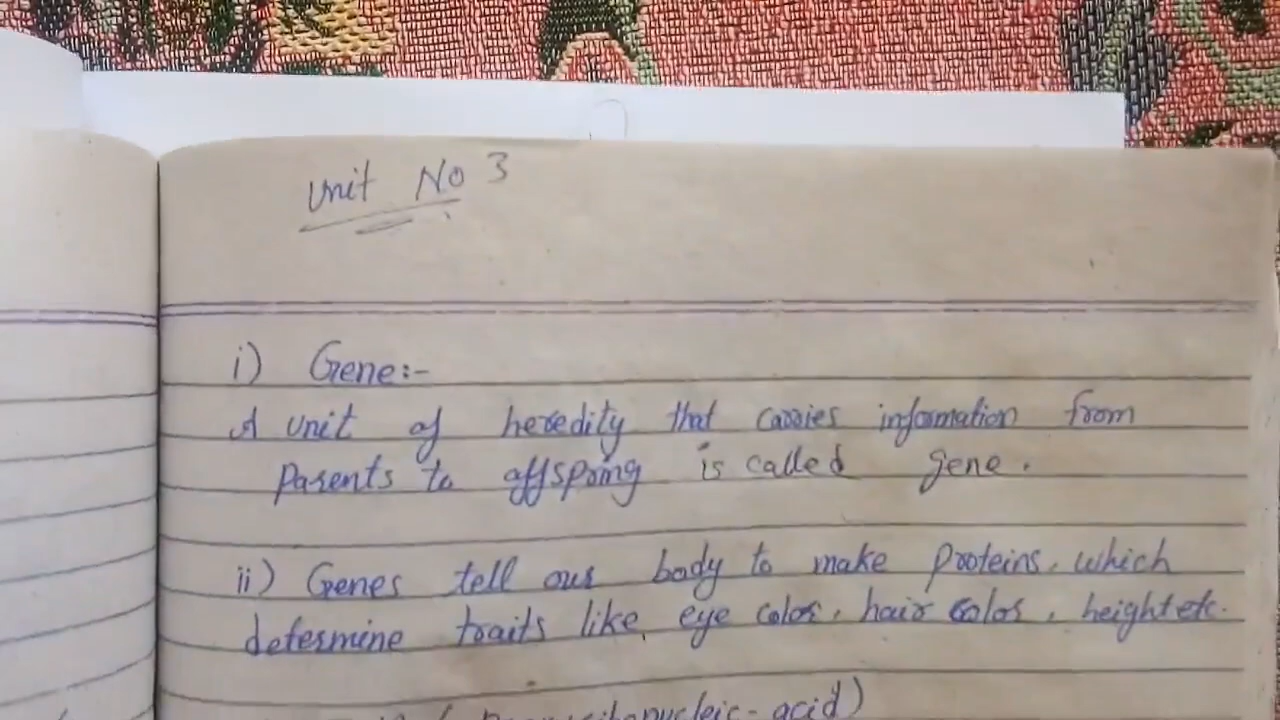 Unit No 3
i) Gene:-
A unit of heredity that carries information from
Parents to offspring is called gene.
ii) Genes tell our body to make Proteins, which
determine traits like, eye color, hair color, height etc.
acid)